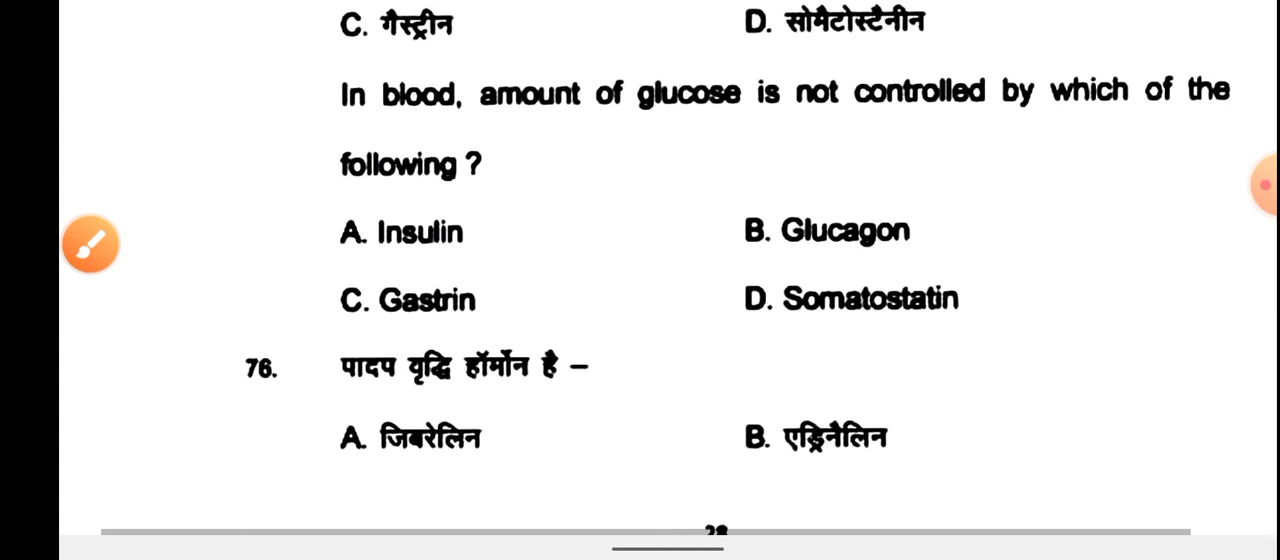 C. गैस्ट्रीन D. सोमैटोस्टैनीन
In blood, amount of glucose is not controlled by which of the
following ?
A. Insulin B. Glucagon
C. Gastrin D. Somatostatin
76. पादप वृद्धि हॉर्मोन है –
A. जिबरेलिन B. एड्रिनैलिन
28